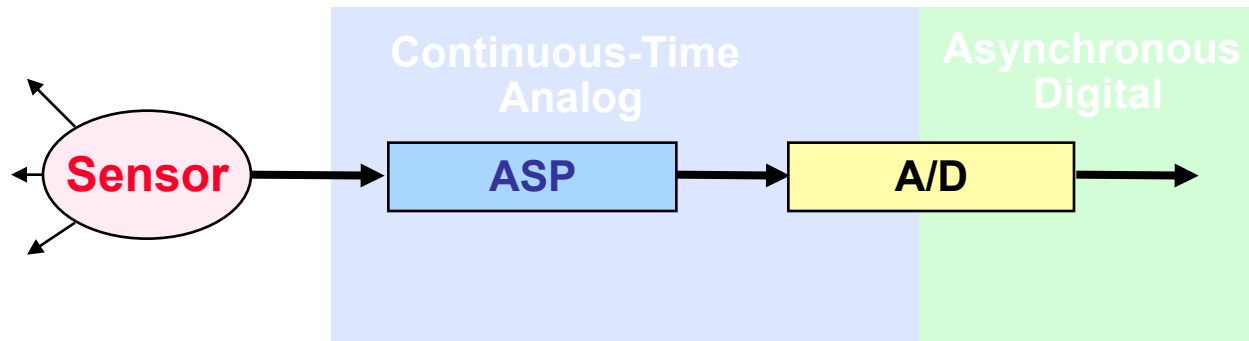 Continuous-Time
Analog
Asynchronous
Digital
Sensor
ASP
A/D